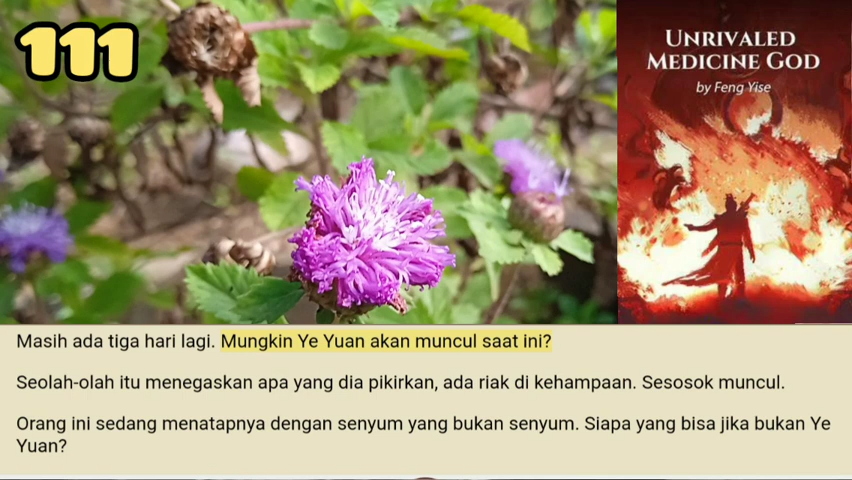 111
UNRIVALED
MEDICINE GOD
by Feng Yise
Masih ada tiga hari lagi. Mungkin Ye Yuan akan muncul saat ini?
Seolah-olah itu menegaskan apa yang dia pikirkan, ada riak di kehampaan. Sesosok muncul.
Orang ini sedang menatapnya dengan senyum yang bukan senyum. Siapa yang bisa jika bukan Ye
Yuan?